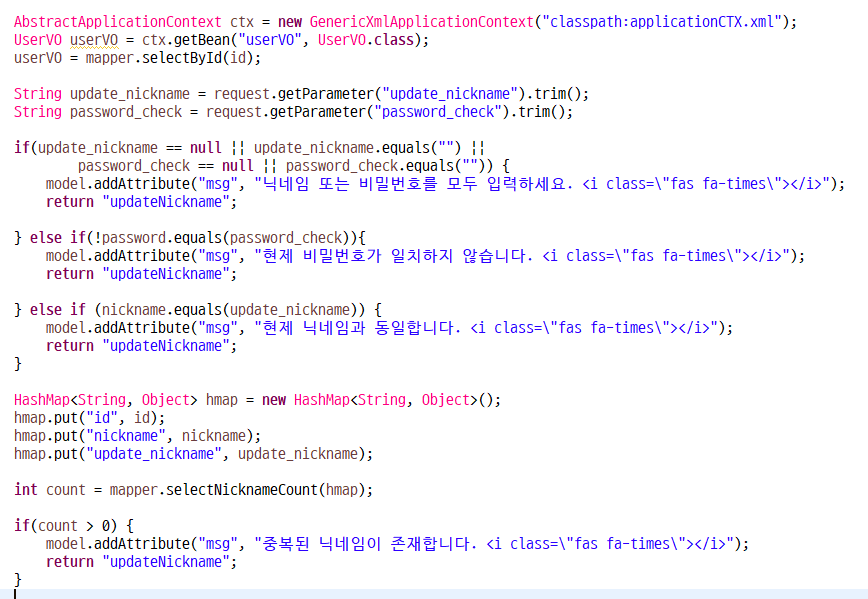 AbstractApplicationContext ctx = new GenericXmlApplicationContext("classpath:applicationCTX.xml");
UserVO userVO = ctx.getBean("userVO", UserVO.class);
userVO = mapper.selectById(id);
String update_nickname = request.getParameter("update_nickname").trim();
String password_check = request.getParameter("password_check").trim();
if(update_nickname == null || update_nickname.equals("") ||
password_check == null || password_check.equals("")) {
model.addAttribute("msg", "닉네임 또는 비밀번호를 모두 입력하세요. <i class=\"fas fa-times\"></i>");
return "updateNickname";
} else if(!password.equals(password_check)){
model.addAttribute("msg", "현제 비밀번호가 일치하지 않습니다. <i class=\"fas fa-times\"></i>");
return "updateNickname";
} else if (nickname.equals(update_nickname)) {
model.addAttribute("msg", "현제 닉네임과 동일합니다. <i class=\"fas fa-times\"></i>");
return "updateNickname";
}
HashMap<String, Object> hmap = new HashMap<String, Object>();
hmap.put("id", id);
hmap.put("nickname", nickname);
hmap.put("update_nickname", update_nickname);
int count = mapper.selectNicknameCount(hmap);
if(count > 0) {
model.addAttribute("msg", "중복된 닉네임이 존재합니다. <i class=\"fas fa-times\"></i>");
return "updateNickname";
}